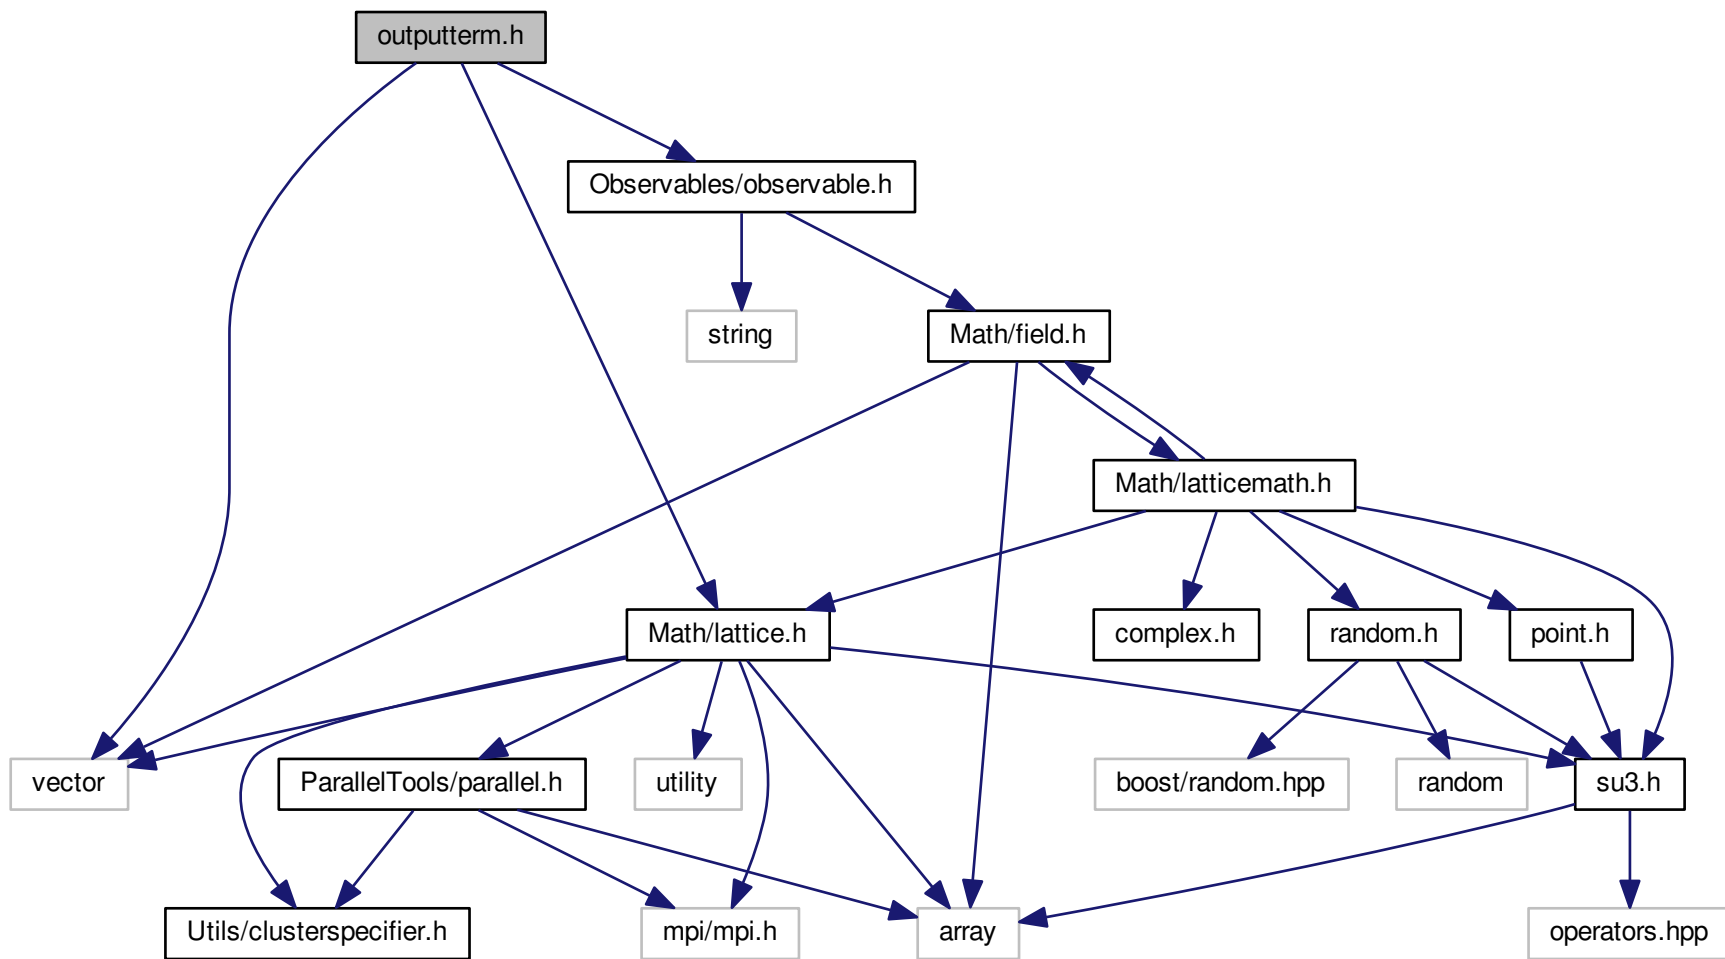 outputterm.h
Observables/observable.h
string
Math/field.h
Math/latticemath.h
Math/lattice.h
complex.h
random.h
point.h
vector
ParallelTools/parallel.h
utility
boost/random.hpp
random
su3.h
Utils/clusterspecifier.h
mpi/mpi.h
array
operators.hpp